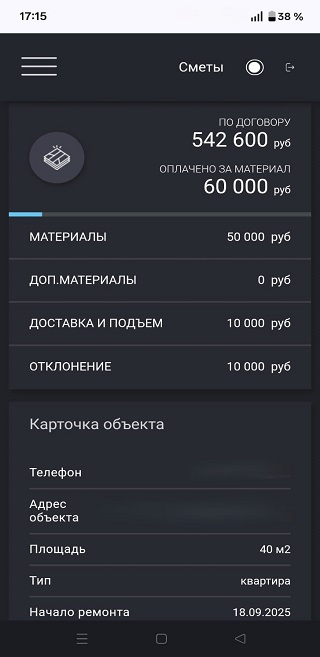 17:15
38 %
Сметы
ПО ДОГОВОРУ
542 600 руб
ОПЛАЧЕНО ЗА МАТЕРИАЛ
60 000 руб
МАТЕРИАЛЫ 50 000 руб
ДОП.МАТЕРИАЛЫ 0 руб
ДОСТАВКА И ПОДЪЕМ 10 000 руб
ОТКЛОНЕНИЕ 10 000 руб
Карточка объекта
Телефон
Адрес
объекта
Площадь 40 м2
Тип квартира
Начало ремонта 18.09.2025